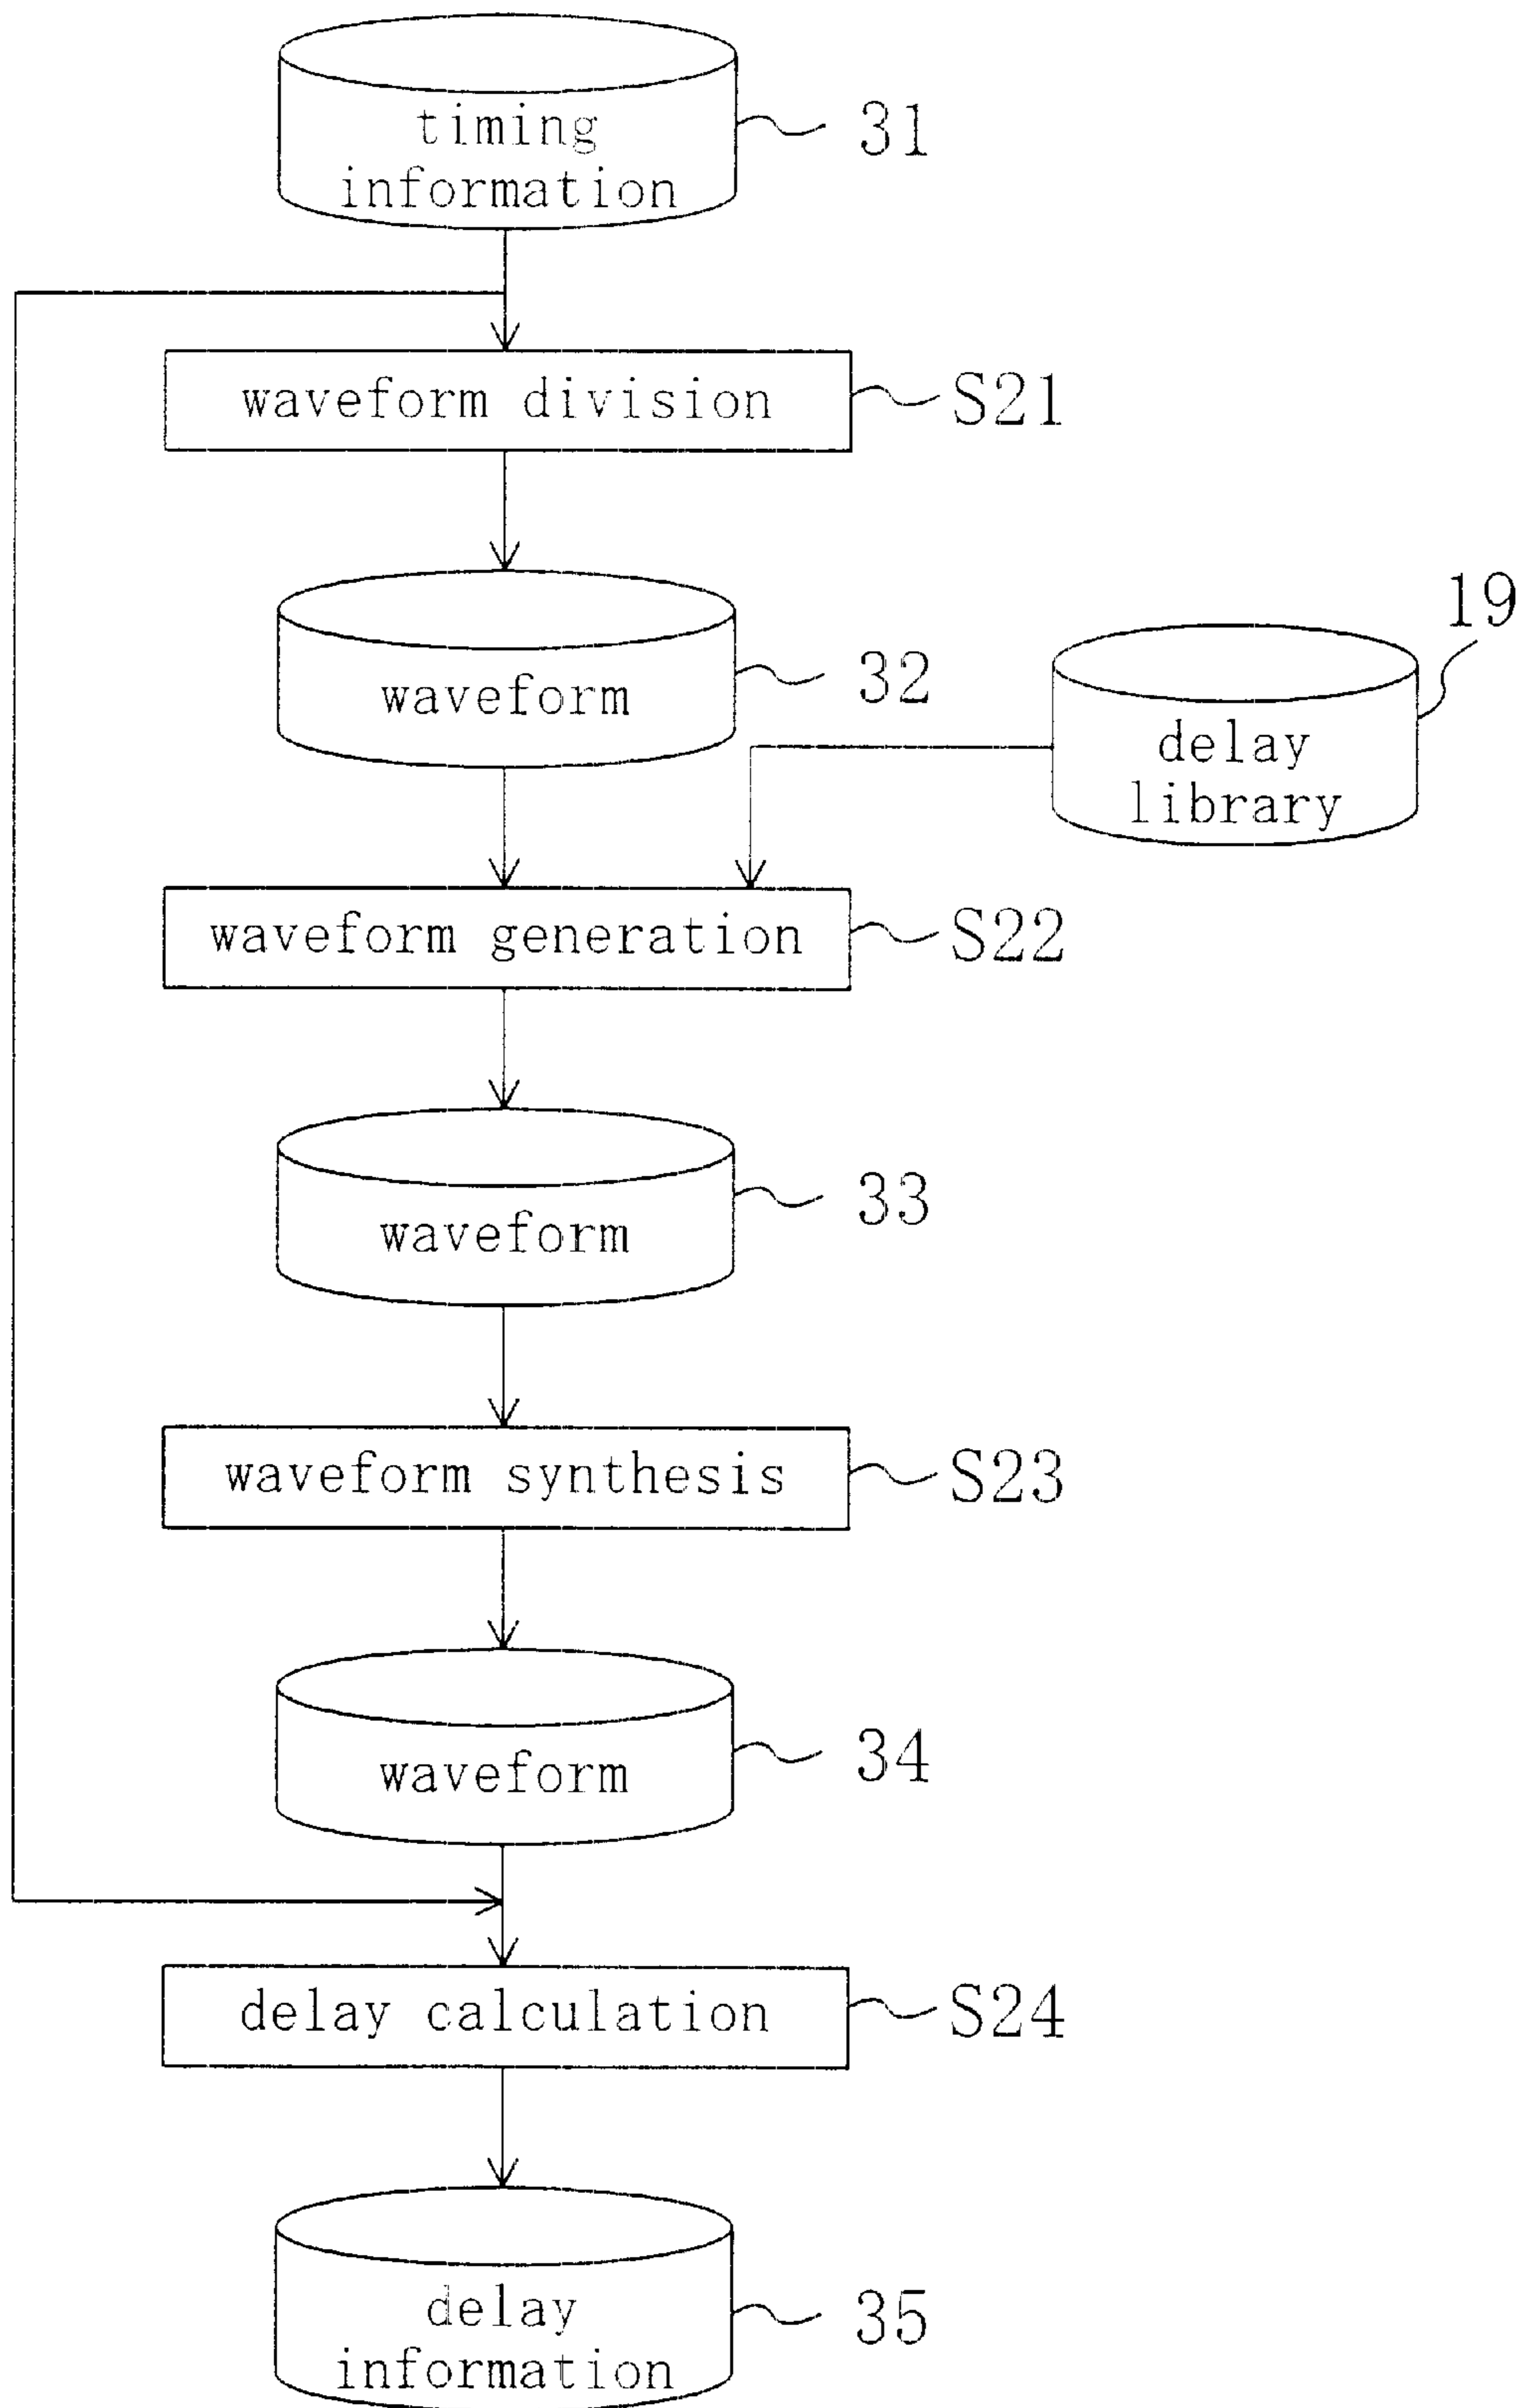 timing
information
31
waveform division
S21
waveform
32
19
delay
library
waveform generation
S22
waveform
33
waveform synthesis
S23
waveform
34
delay calculation
S24
delay
information
35